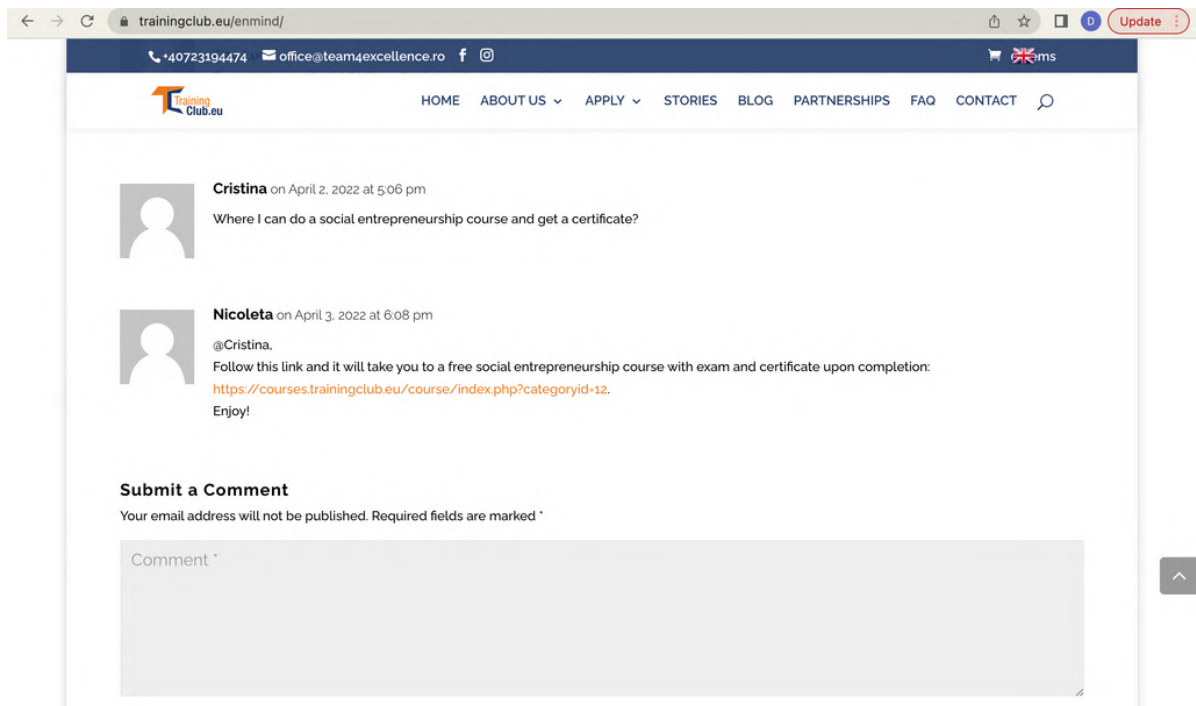 trainingclub.eu/enmind/
D
Update
+40723194474 office@team4excellence.ro
ems
Training
Club.eu
HOME ABOUT US APPLY STORIES BLOG PARTNERSHIPS FAQ CONTACT
Cristina on April 2, 2022 at 5:06 pm
Where I can do a social entrepreneurship course and get a certificate?
Nicoleta on April 3, 2022 at 6:08 pm
@Cristina,
Follow this link and it will take you to a free social entrepreneurship course with exam and certificate upon completion:
https://courses.trainingclub.eu/course/index.php?categoryid=12.
Enjoy!
Submit a Comment
Your email address will not be published. Required fields are marked *
Comment *